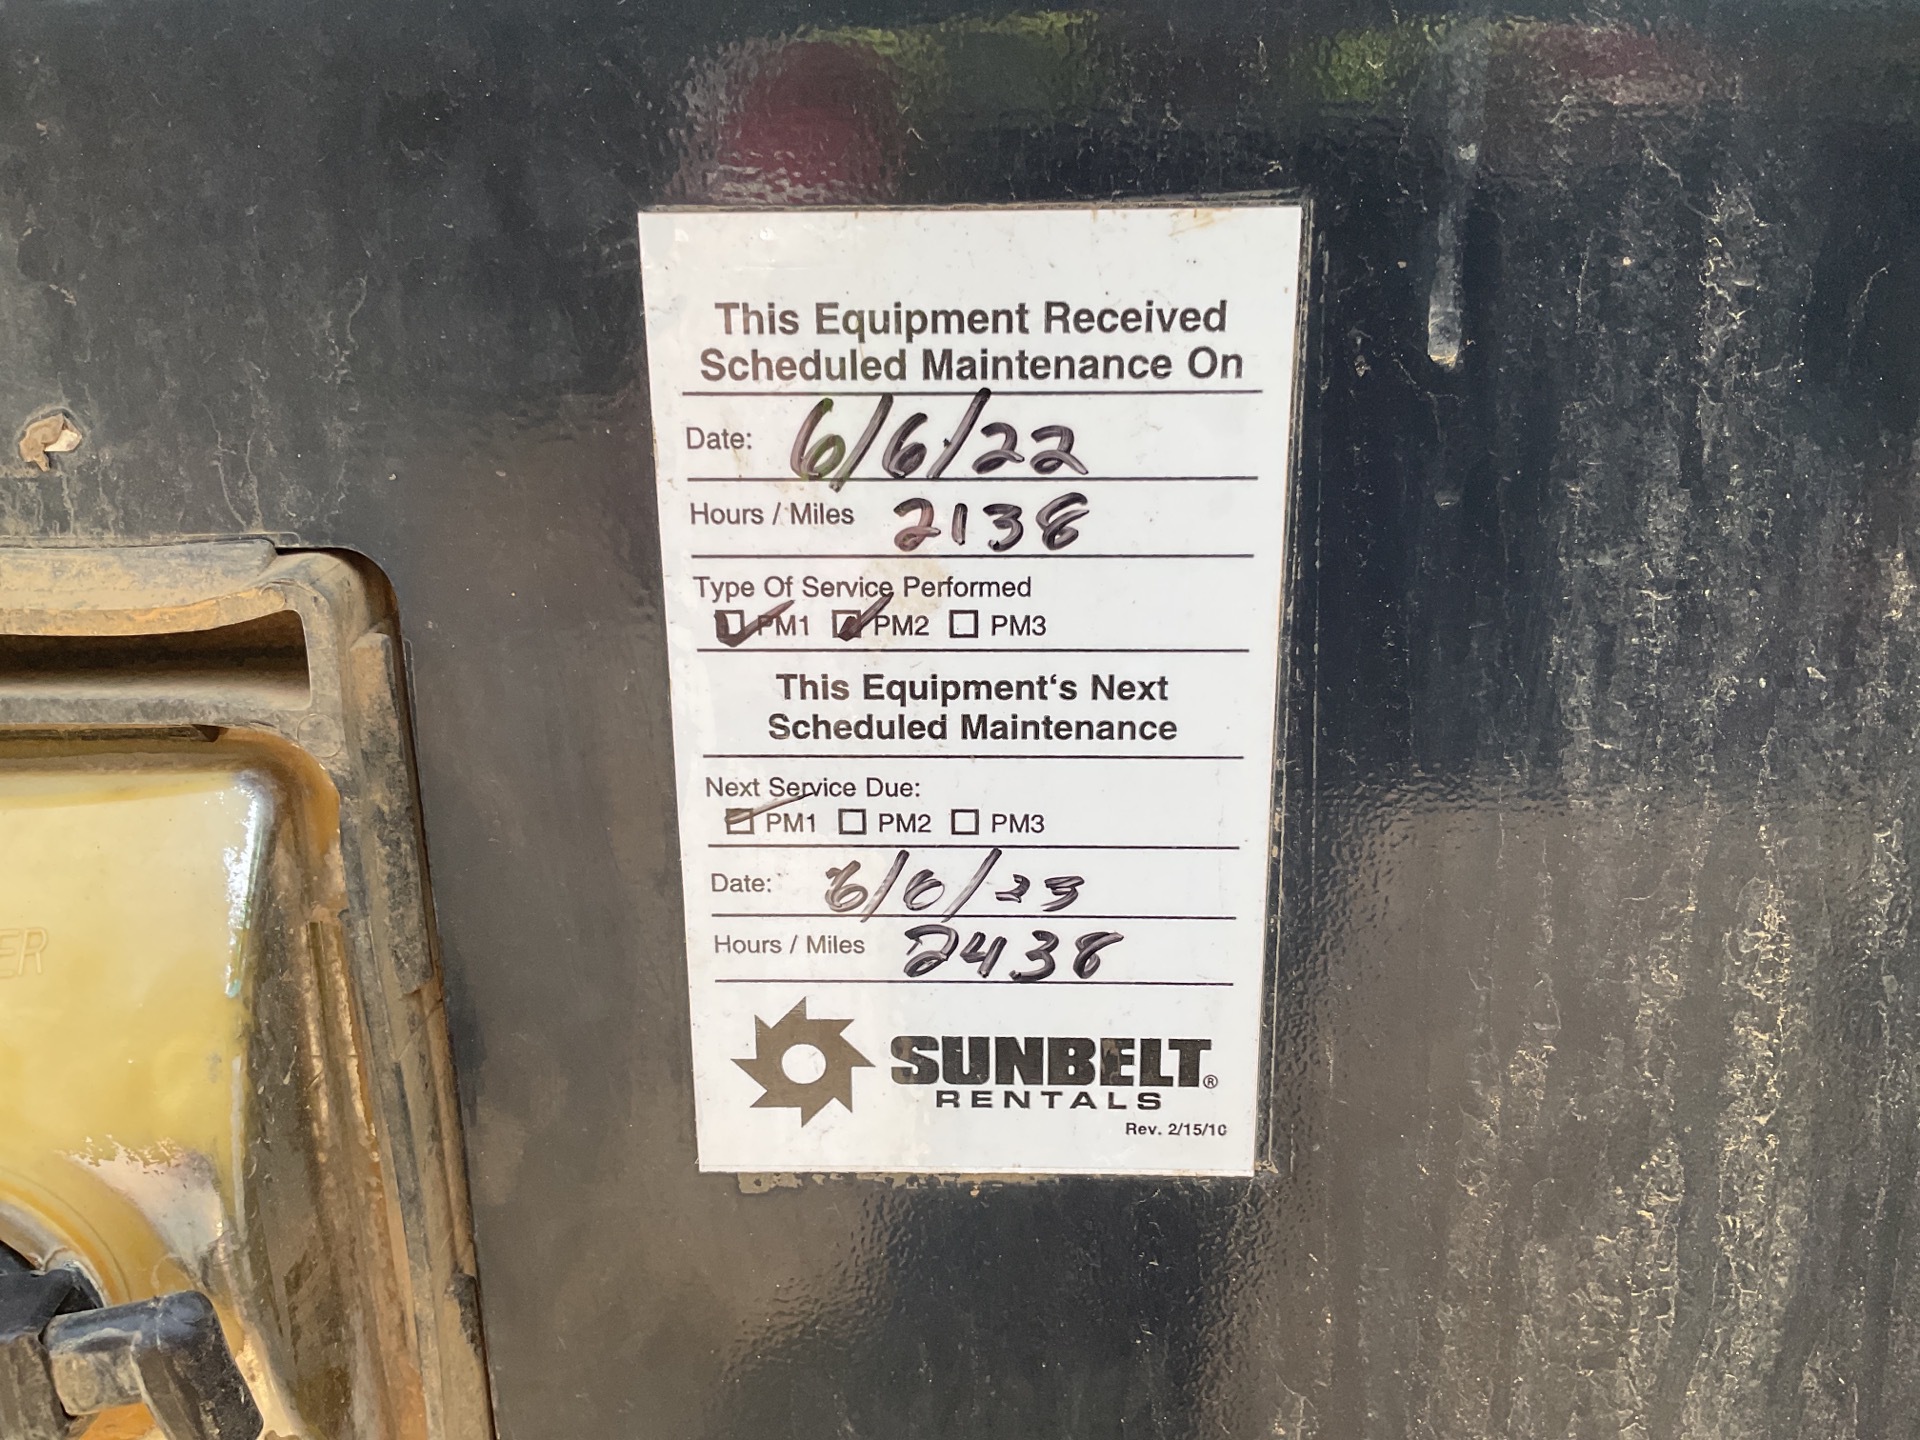 This Equipment Received
Scheduled Maintenance On
Date: 6/6/22
Hours / Miles 2138
Type Of Service Performed
PM1 PM2 PM3
This Equipment‘s Next
Scheduled Maintenance
Next Service Due:
PM1 PM2 PM3
Date: 6/6/23
Hours / Miles 2438
SUNBELT®
RENTALS
Rev. 2/15/10
ER